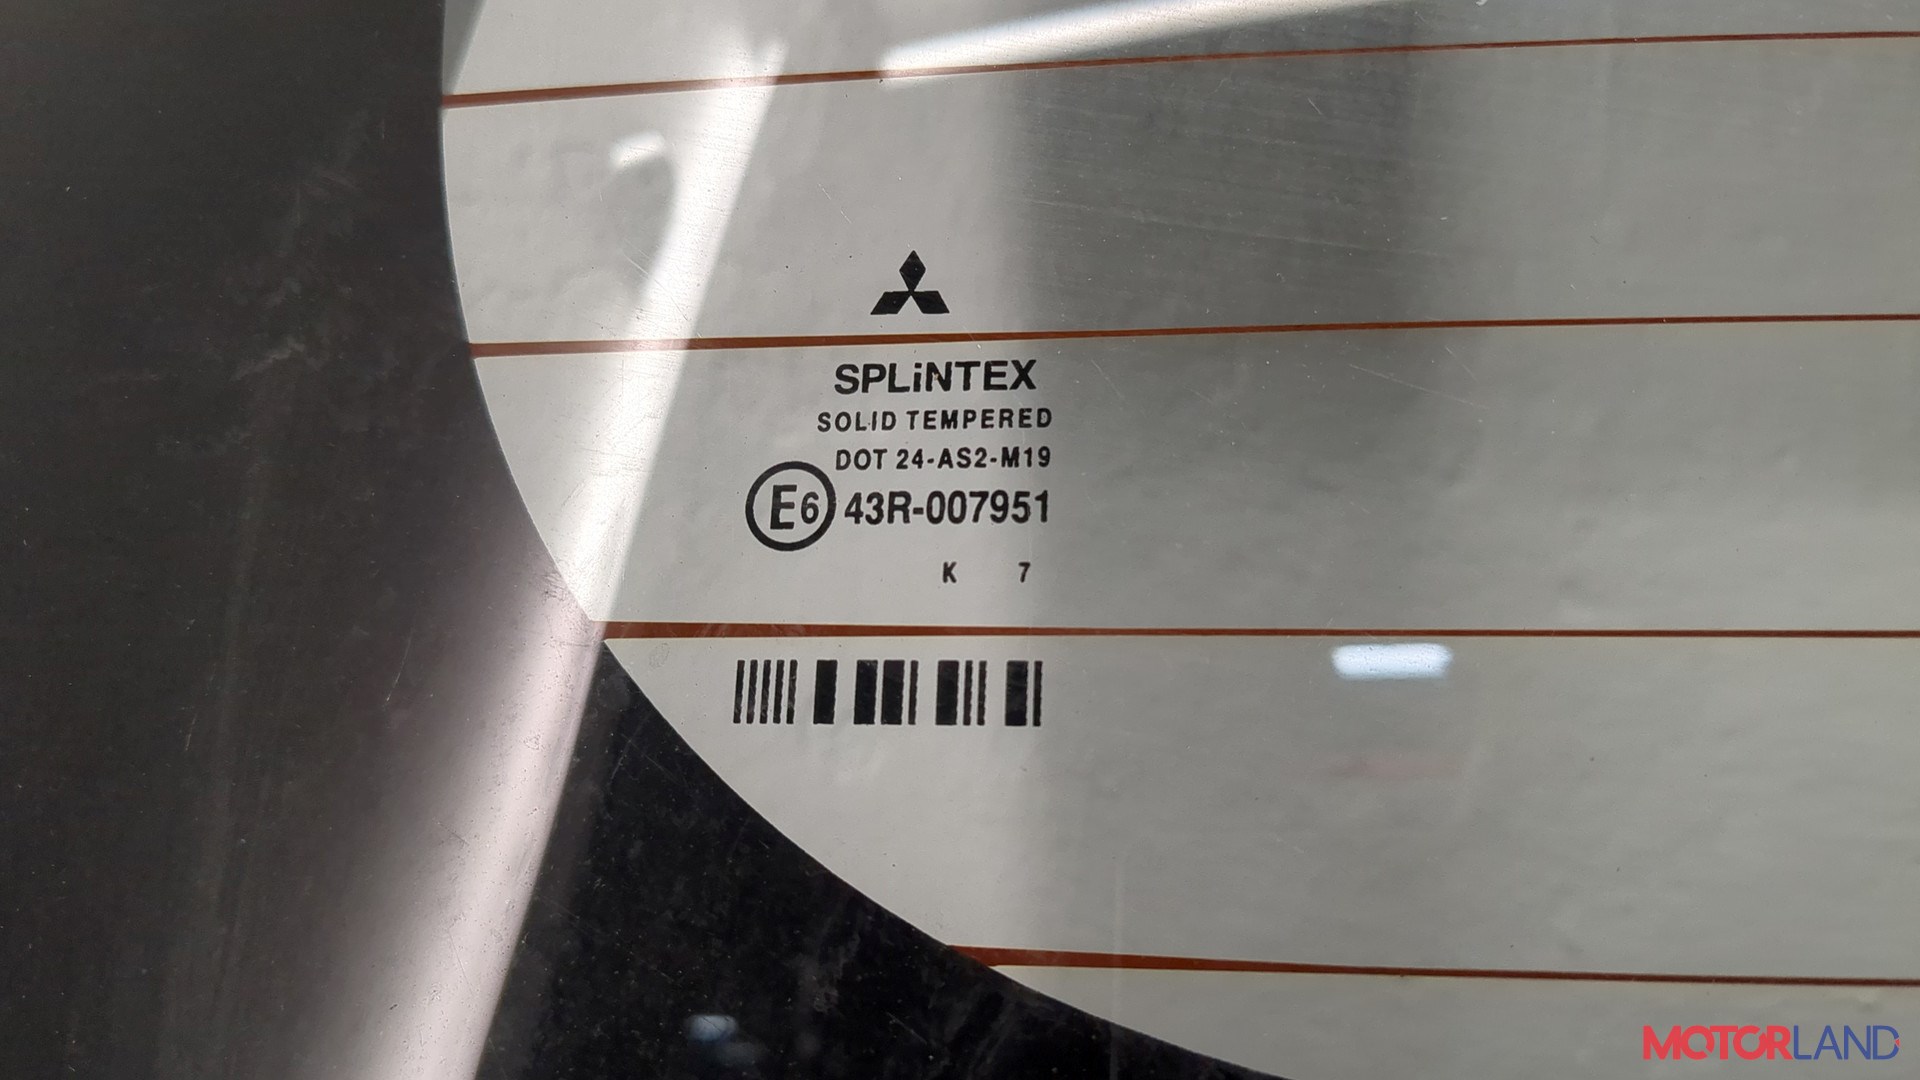 SPLiNTEX
SOLID TEMPERED
DOT 24-AS2-M19
E6 43R-007951
K 7
MOTORLAND